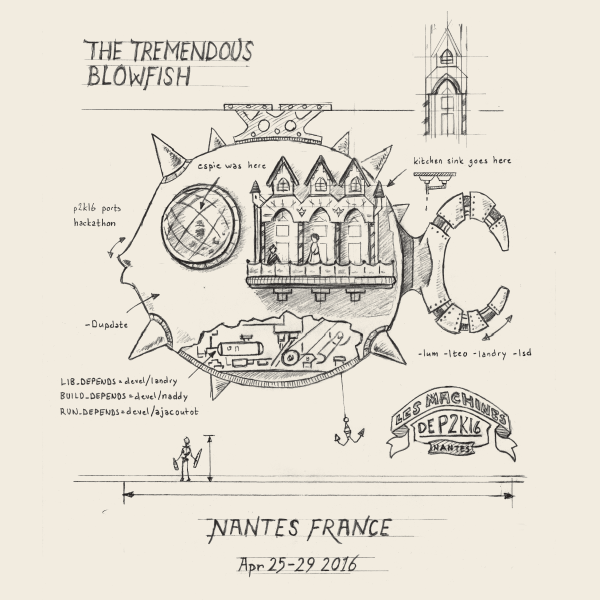 THE TREMENDOUS
BLOWFISH
espie was here
kitchen sink goes here
p2k16 ports
hackathon
-Dupdate
-lum -lteo -landry -lsd
LIB_DEPENDS=devel/landry
BUILD_DEPENDS=devel/naddy
RUN_DEPENDS=devel/ajacoutot
LES MACHINES
DE P2K16
NANTES
NANTES FRANCE
Apr 25-29 2016